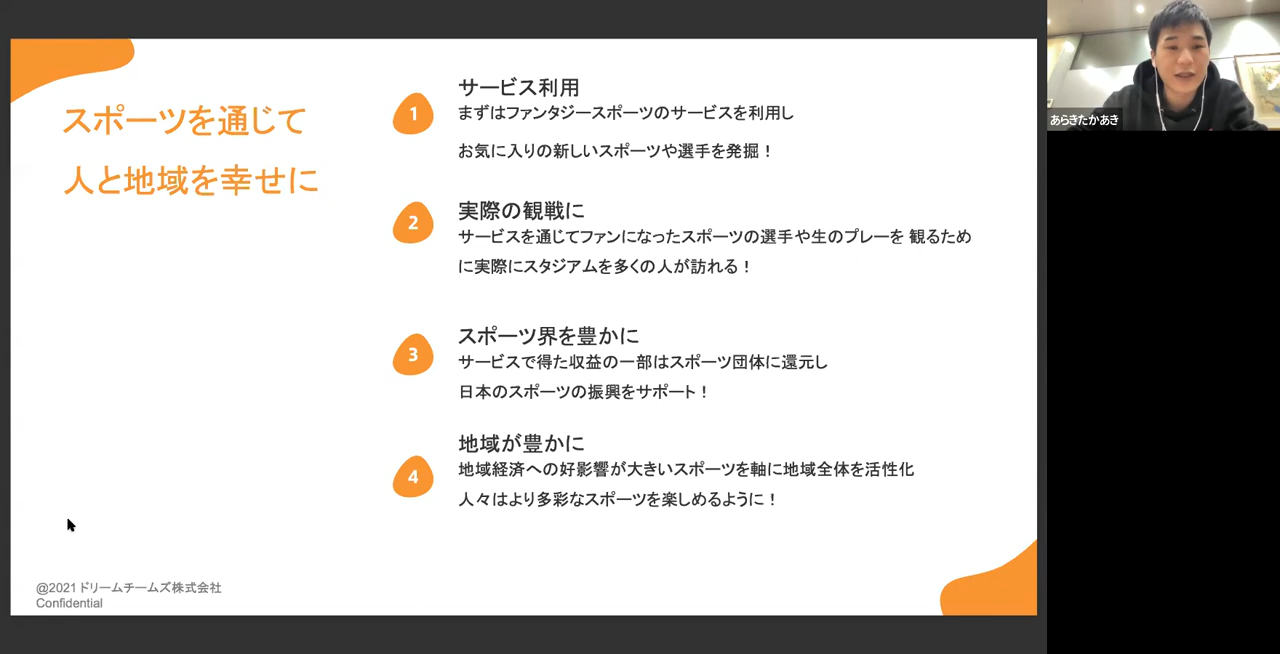 スポーツを通じて
人と地域を幸せに
1
サービス利用
まずはファンタジースポーツのサービスを利用し
お気に入りの新しいスポーツや選手を発掘！
2
実際の観戦に
サービスを通じてファンになったスポーツの選手や生のプレーを 観るため
に実際にスタジアムを多くの人が訪れる！
3
スポーツ界を豊かに
サービスで得た収益の一部はスポーツ団体に還元し
日本のスポーツの振興をサポート！
4
地域が豊かに
地域経済への好影響が大きいスポーツを軸に地域全体を活性化
人々はより多彩なスポーツを楽しめるように！
@2021ドリームチームズ株式会社
Confidential
あらきたかあき